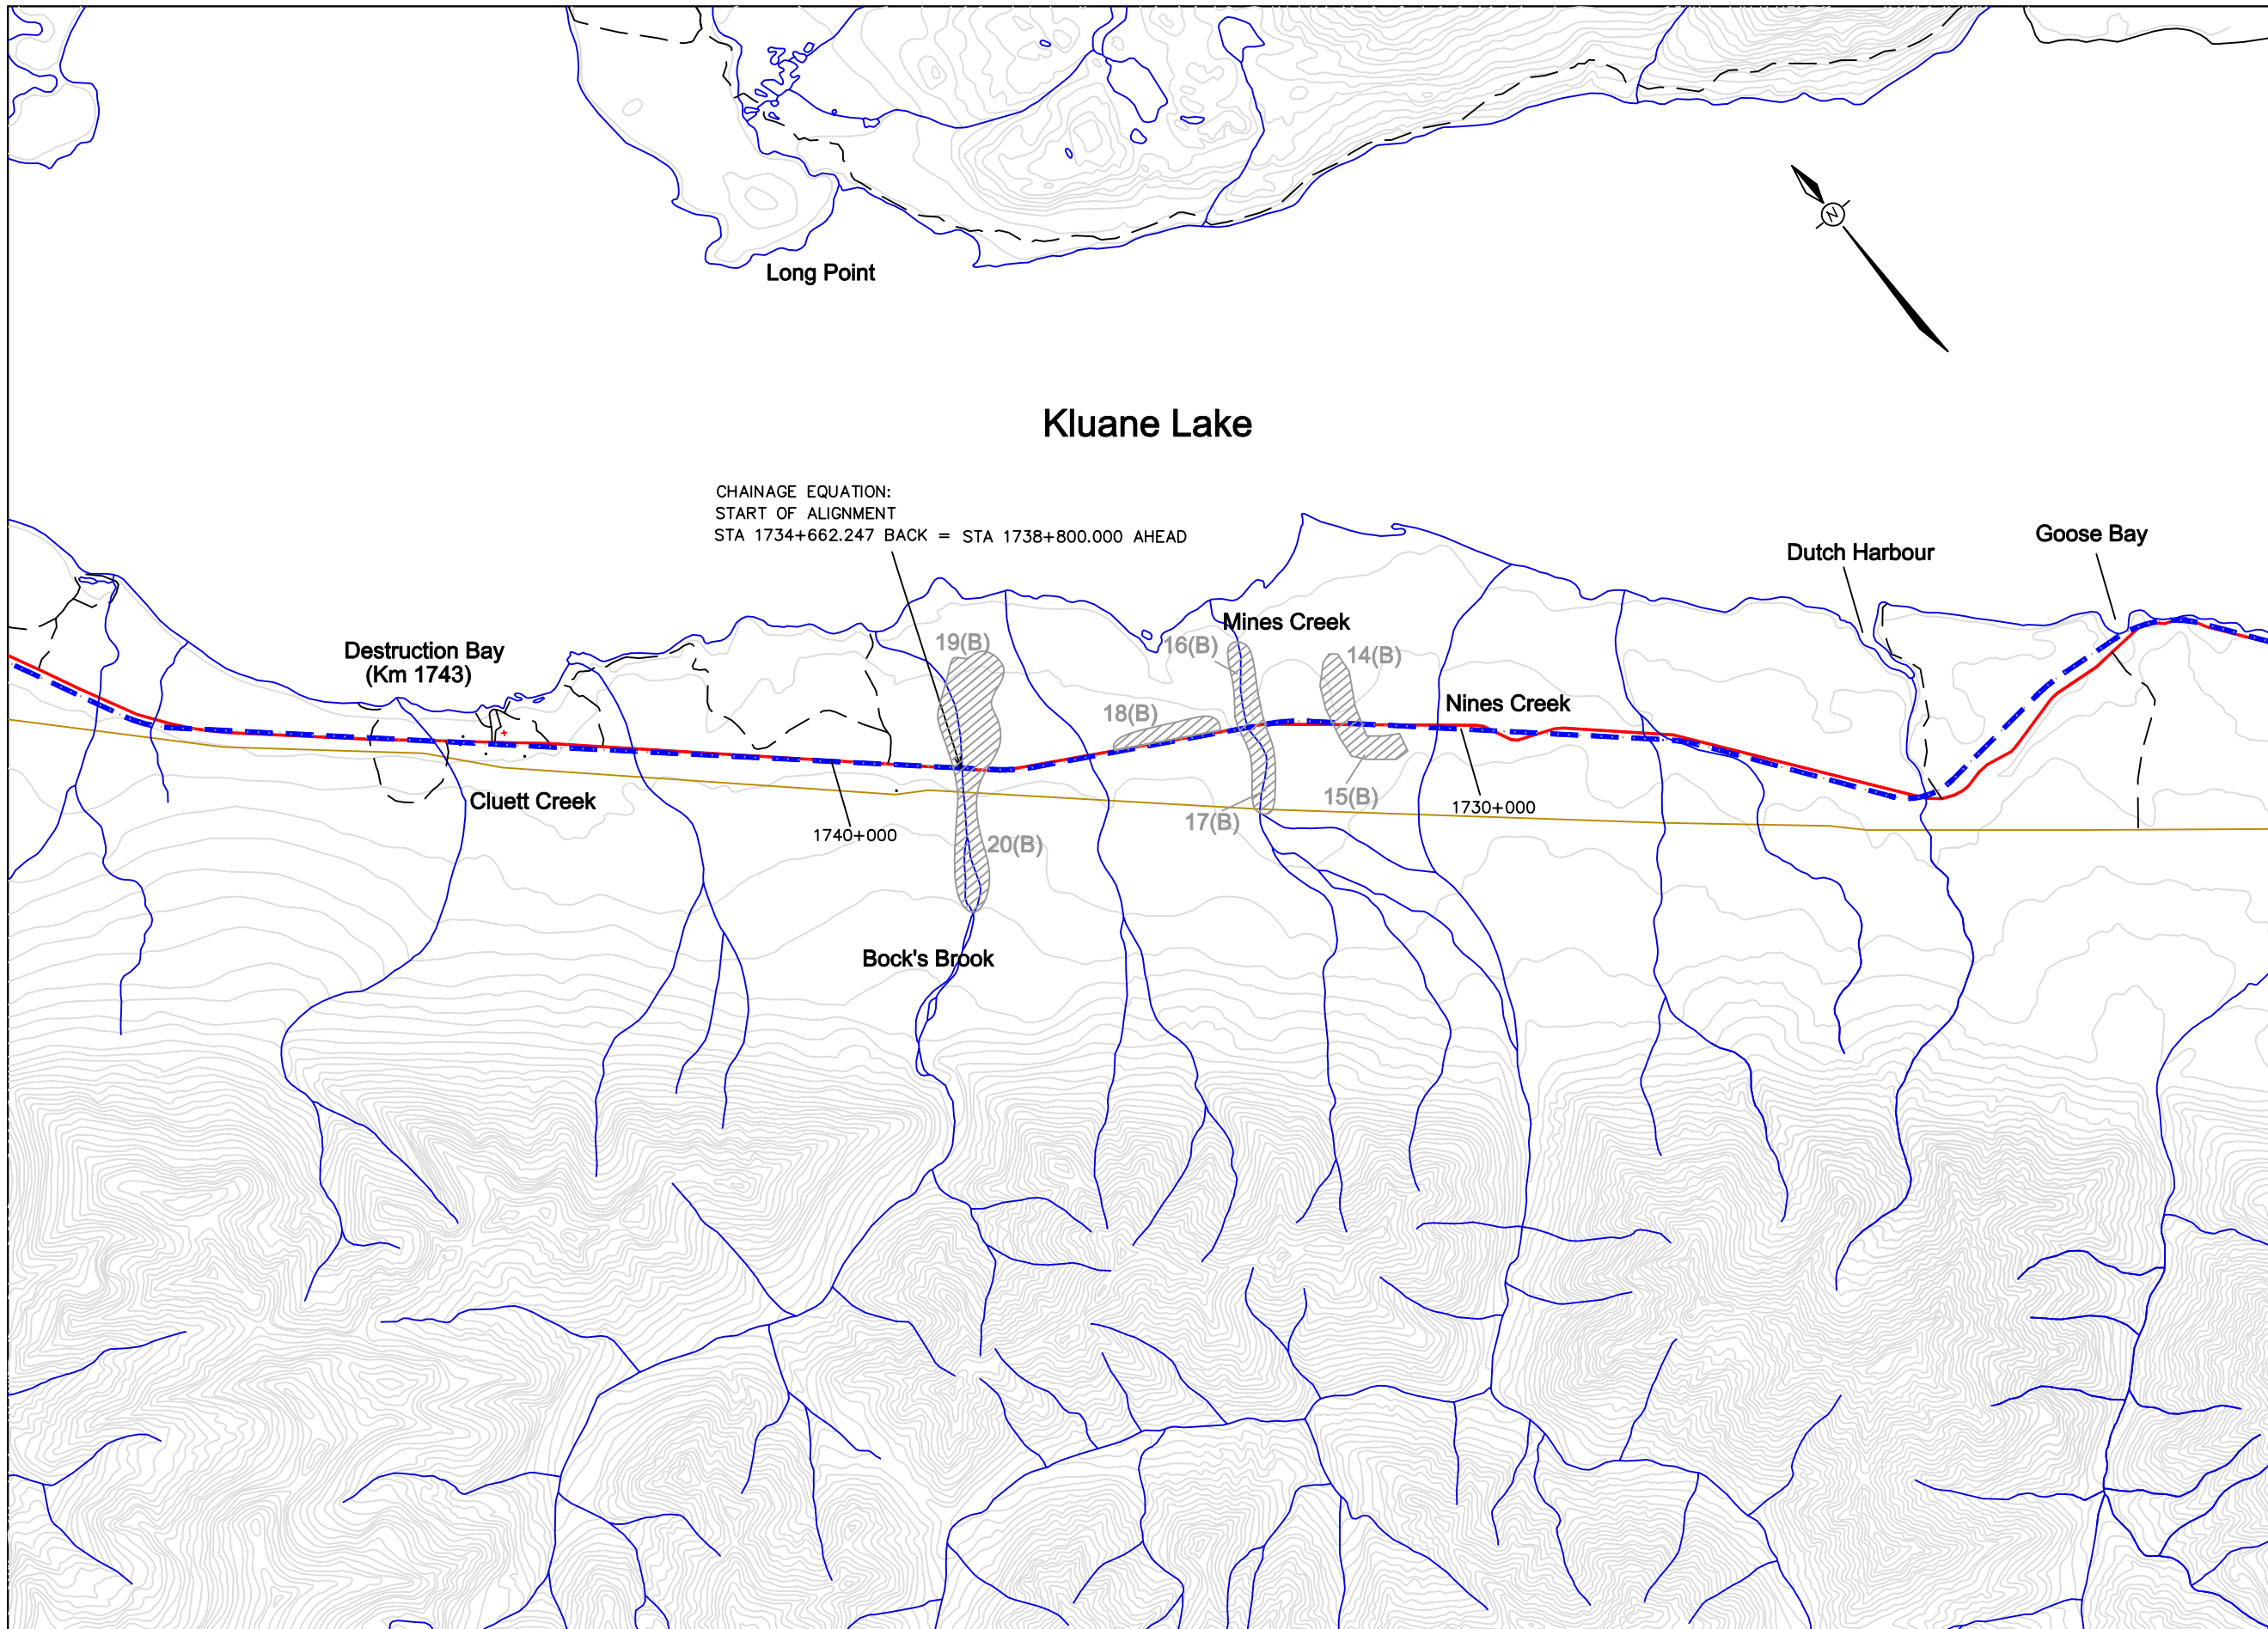 Long Point
N
Kluane Lake
CHAINAGE EQUATION:
START OF ALIGNMENT
STA 1734+662.247 BACK = STA 1738+800.000 AHEAD
Goose Bay
Dutch Harbour
Destruction Bay
(Km 1743)
19(B)
16(B)
Mines Creek
14(B)
18(B)
Nines Creek
Cluett Creek
1740+000
20(B)
17(B)
15(B)
1730+000
Bock's Brook